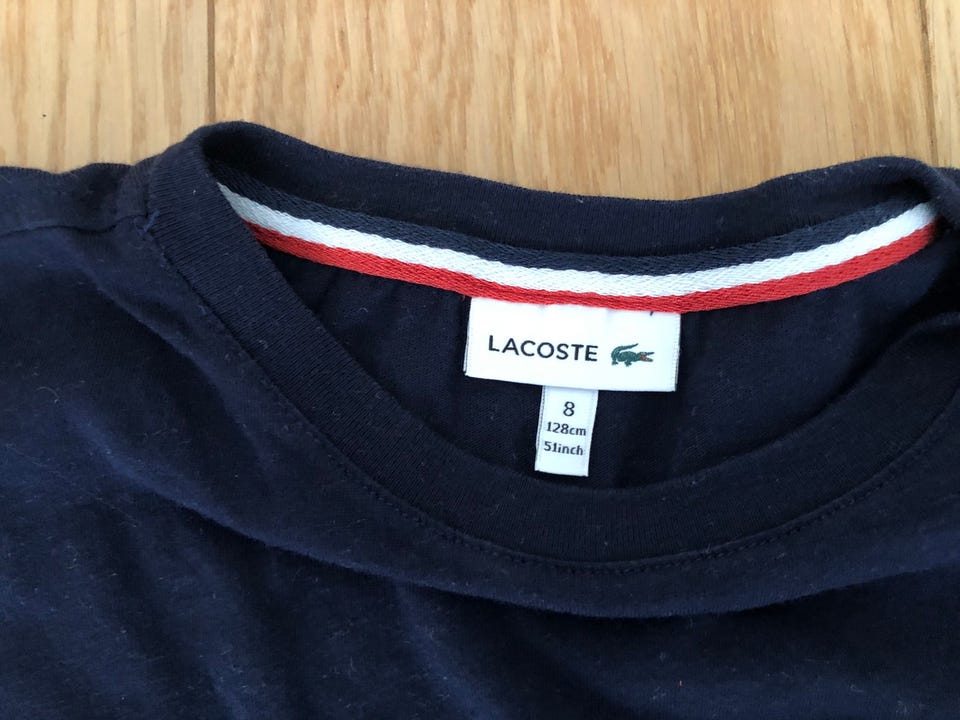 LACOSTE
8
128cm
51inch